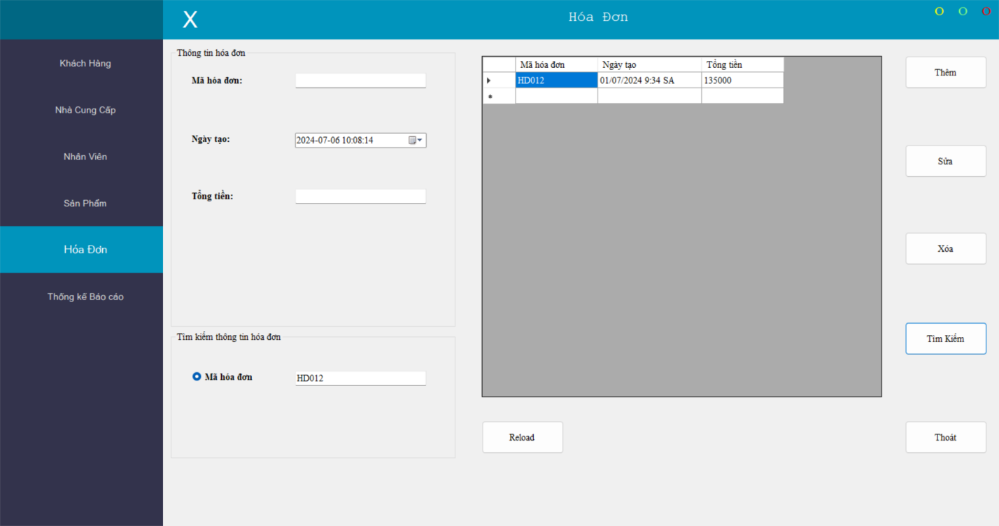 X
Hóa Đơn
O O O
Khách Hàng
Nhà Cung Cấp
Nhân Viên
Sản Phẩm
Hóa Đơn
Thống kê Báo cáo
Thông tin hóa đơn
Mã hóa đơn:
Ngày tạo:
2024-07-06 10:08:14
Tổng tiền:
Tìm kiếm thông tin hóa đơn
Mã hóa đơn
HD012
Mã hóa đơn Ngày tạo Tổng tiền
HD012 01/07/2024 9:34 SA 135000
Reload
Thêm
Sửa
Xóa
Tìm Kiếm
Thoát